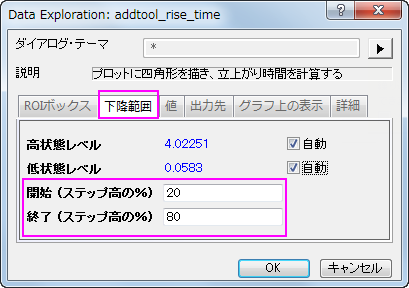 Data Exploration: addtool_rise_time
ダイアログ・テーマ *
説明 プロットに四角形を描き、立上がり時間を計算する
ROIボックス 下降範囲 値 出力先 グラフ上の表示 詳細
高状態レベル 4.02251 自動
低状態レベル 0.0583 自動
開始 (ステップ高の%) 20
終了 (ステップ高の%) 80
OK キャンセル